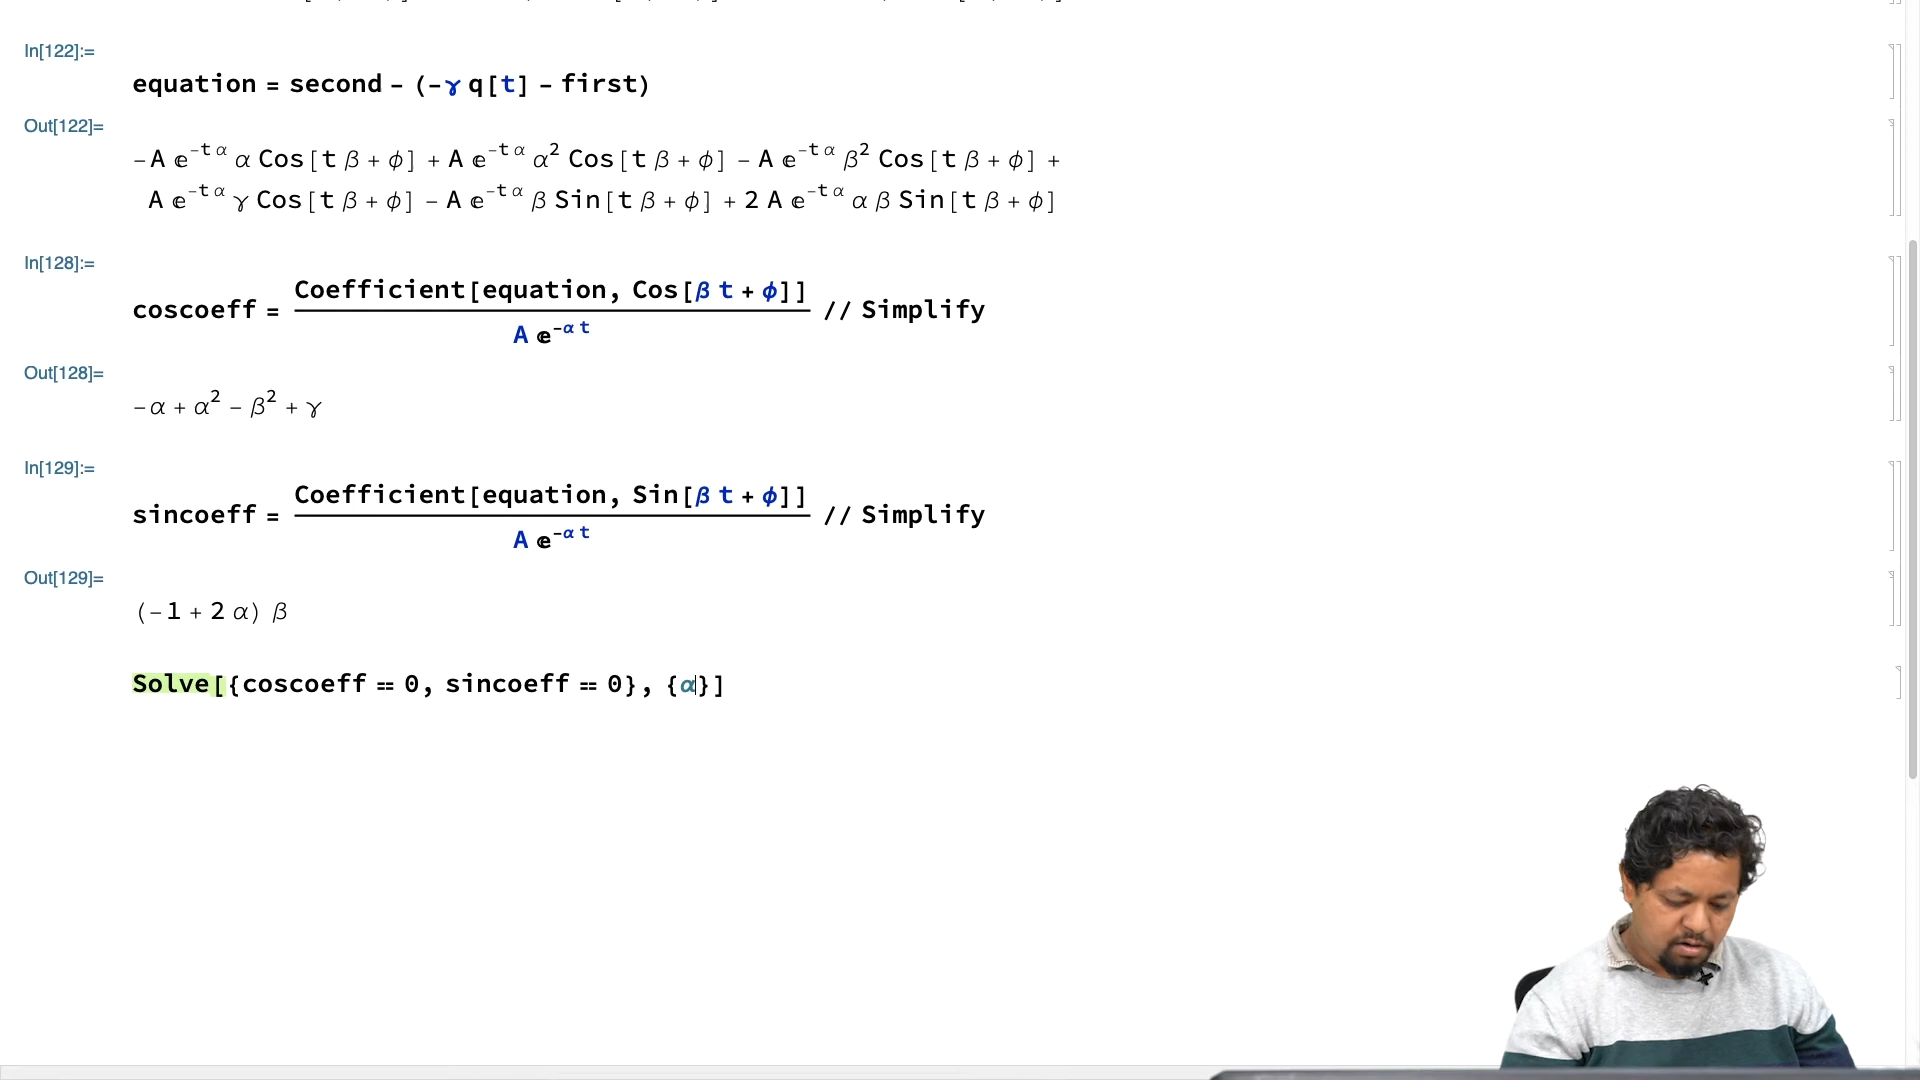 In[122]:=
equation = second - (-γ q[t] - first)
Out[122]=
-A e^-t α α Cos[t β + ϕ] + A e^-t α α^2 Cos[t β + ϕ] - A e^-t α β^2 Cos[t β + ϕ] +
A e^-t α γ Cos[t β + ϕ] - A e^-t α β Sin[t β + ϕ] + 2 A e^-t α α β Sin[t β + ϕ]
In[128]:=
Coefficient[equation, Cos[β t + ϕ]]
coscoeff = // Simplify
A e^-α t
Out[128]=
-α + α^2 - β^2 + γ
In[129]:=
Coefficient[equation, Sin[β t + ϕ]]
sincoeff = // Simplify
A e^-α t
Out[129]=
(-1 + 2 α) β
Solve[{coscoeff == 0, sincoeff == 0}, {α}]